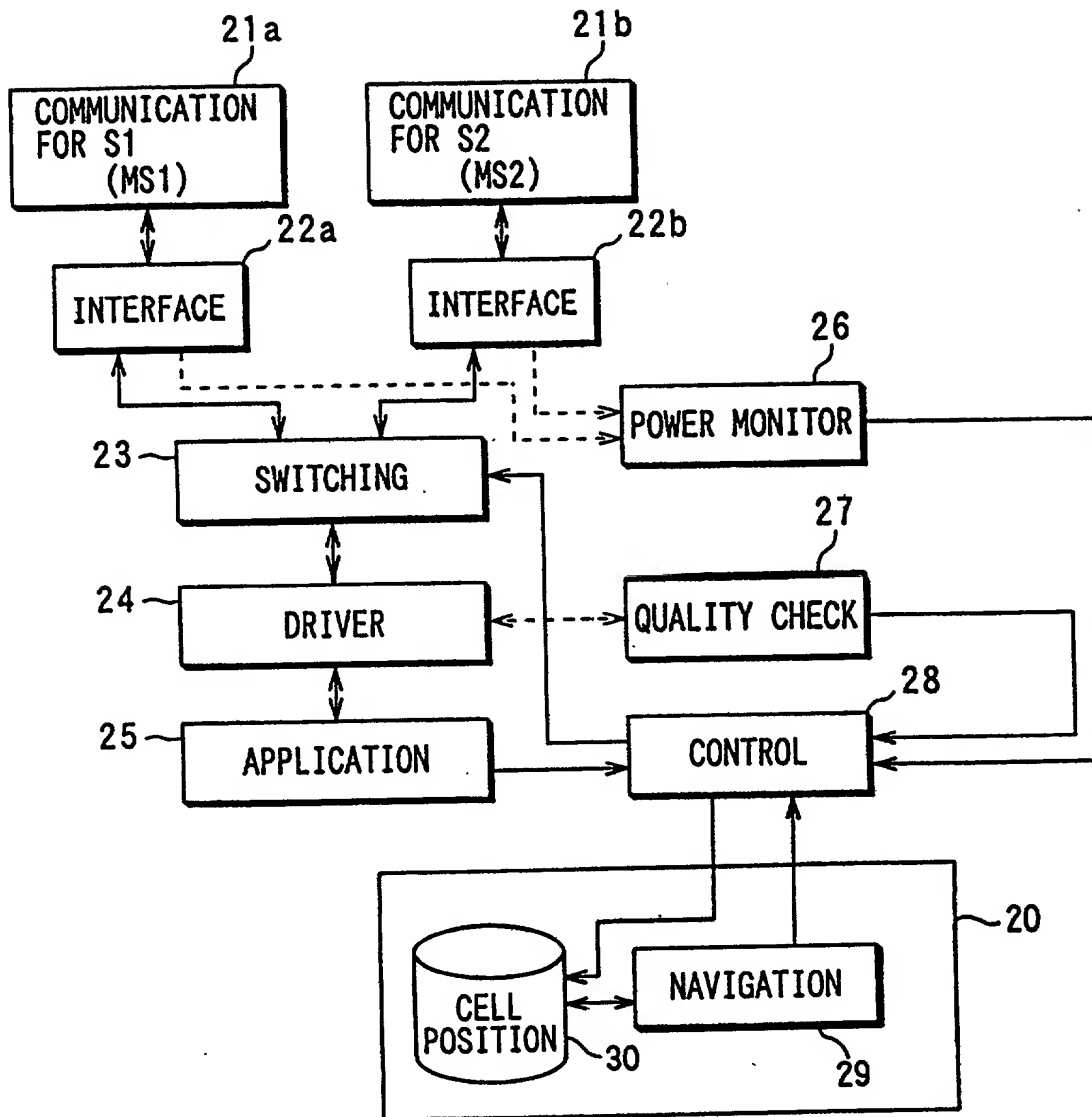 21a
21b
COMMUNICATION
FOR S1
(MS1)
COMMUNICATION
FOR S2
(MS2)
22a
22b
INTERFACE
INTERFACE
26
POWER MONITOR
23
SWITCHING
27
24
DRIVER
QUALITY CHECK
28
25
APPLICATION
CONTROL
20
CELL
POSITION
30
NAVIGATION
29